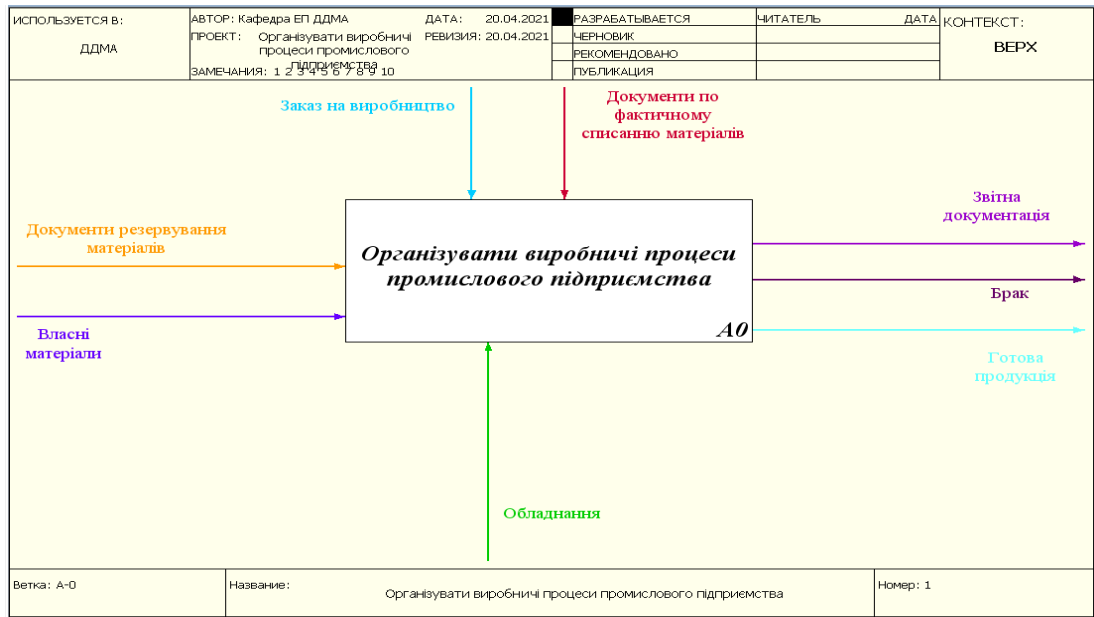 ИСПОЛЬЗУЕТСЯ В:
ДДМА
АВТОР: Кафедра ЕП ДДМА
ДАТА: 20.04.2021
ПРОЕКТ: Організувати виробничі
процеси промислового
підприємства
РЕВИЗИЯ: 20.04.2021
ЗАМЕЧАНИЯ: 1 2 3 4 5 6 7 8 9 10
РАЗРАБАТЫВАЕТСЯ
ЧЕРНОВИК
РЕКОМЕНДОВАНО
ПУБЛИКАЦИЯ
ЧИТАТЕЛЬ ДАТА
КОНТЕКСТ:
ВЕРХ
Заказ на виробництво
Документи по
фактичному
списанню матеріалів
Документи резервування
матеріалів
Власні
матеріали
Організувати виробничі процеси
промислового підприємства
A0
Звітна
документація
Брак
Готова
продукція
Обладнання
Ветка: A-0
Название:
Організувати виробничі процеси промислового підприємства
Номер: 1